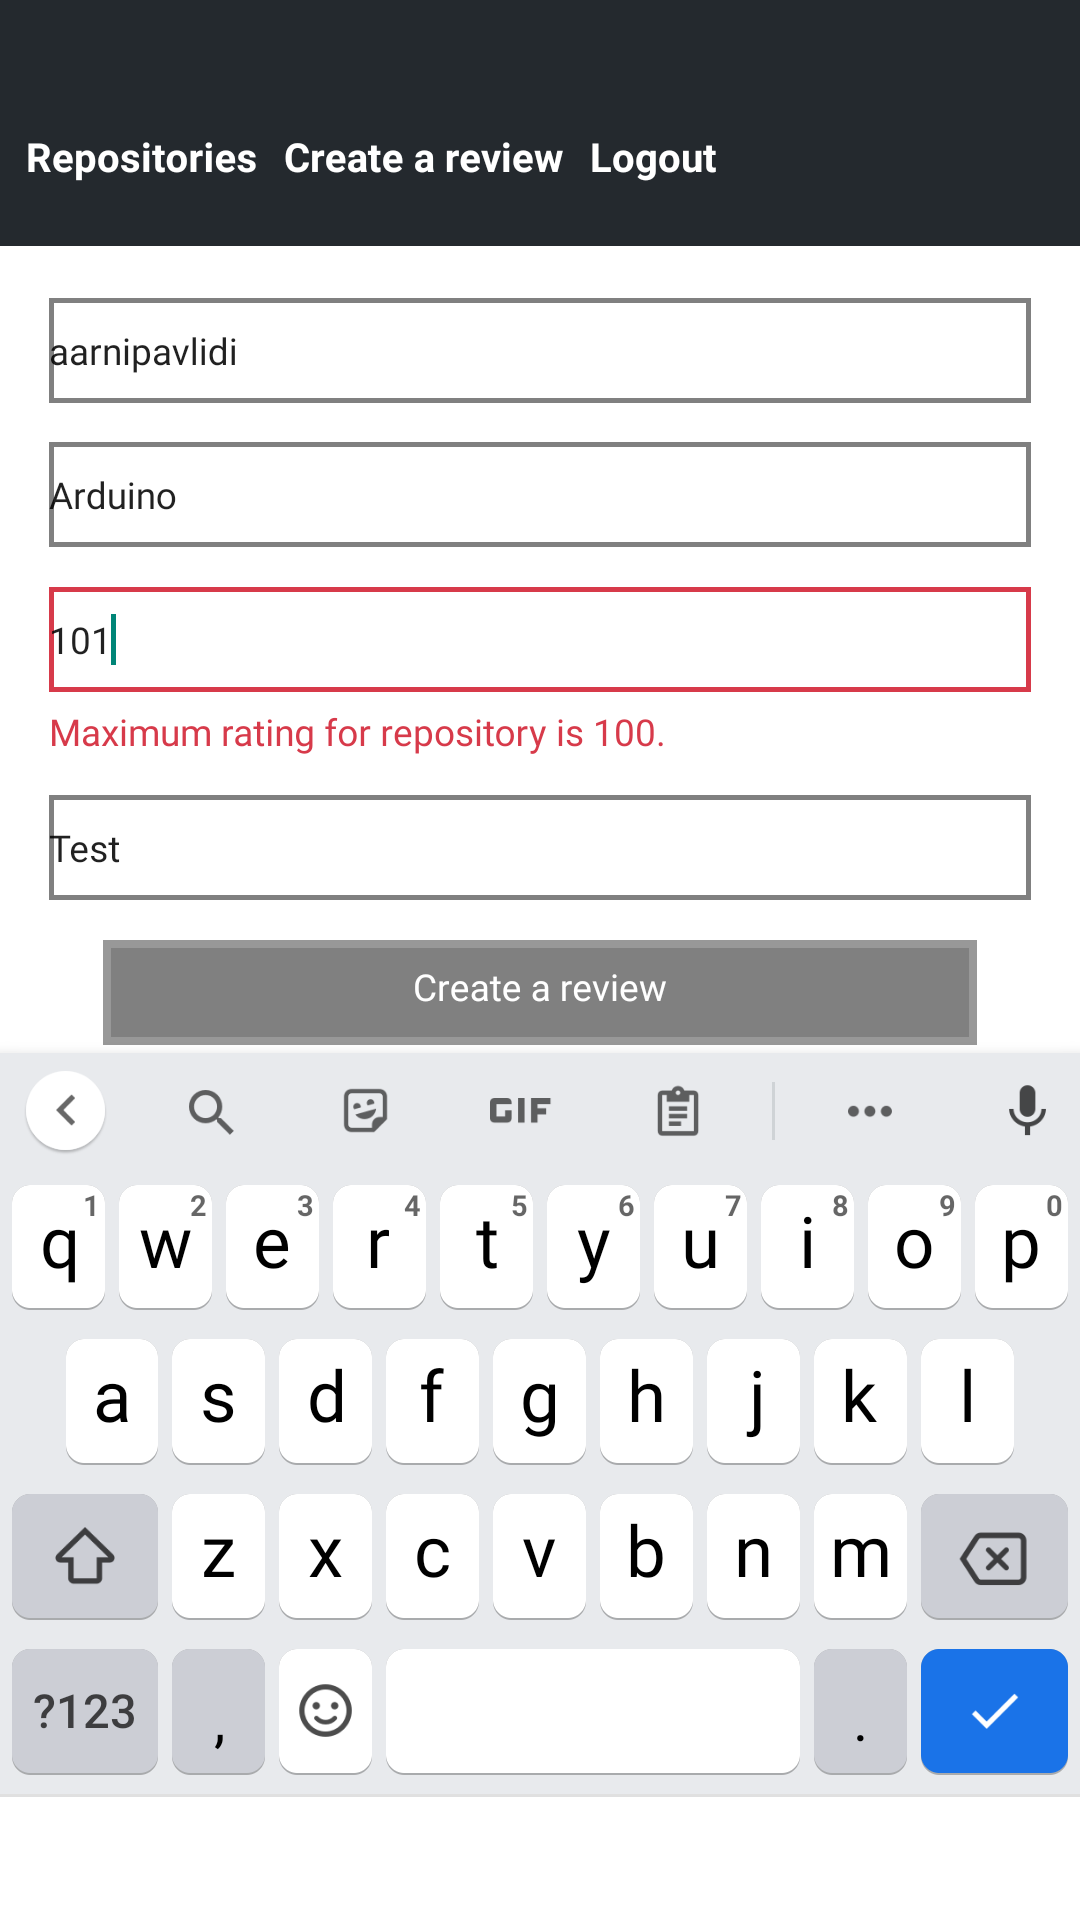 Repositories Create a review Logout
aarnipavlidi
Arduino
101
Maximum rating for repository is 100.
Test
Create a review
GIF
1 2 3 4 5 6 7 8 9 0
q w e r t y u i o p
a s d f g h j k l
z x c v b n m
?123 , .